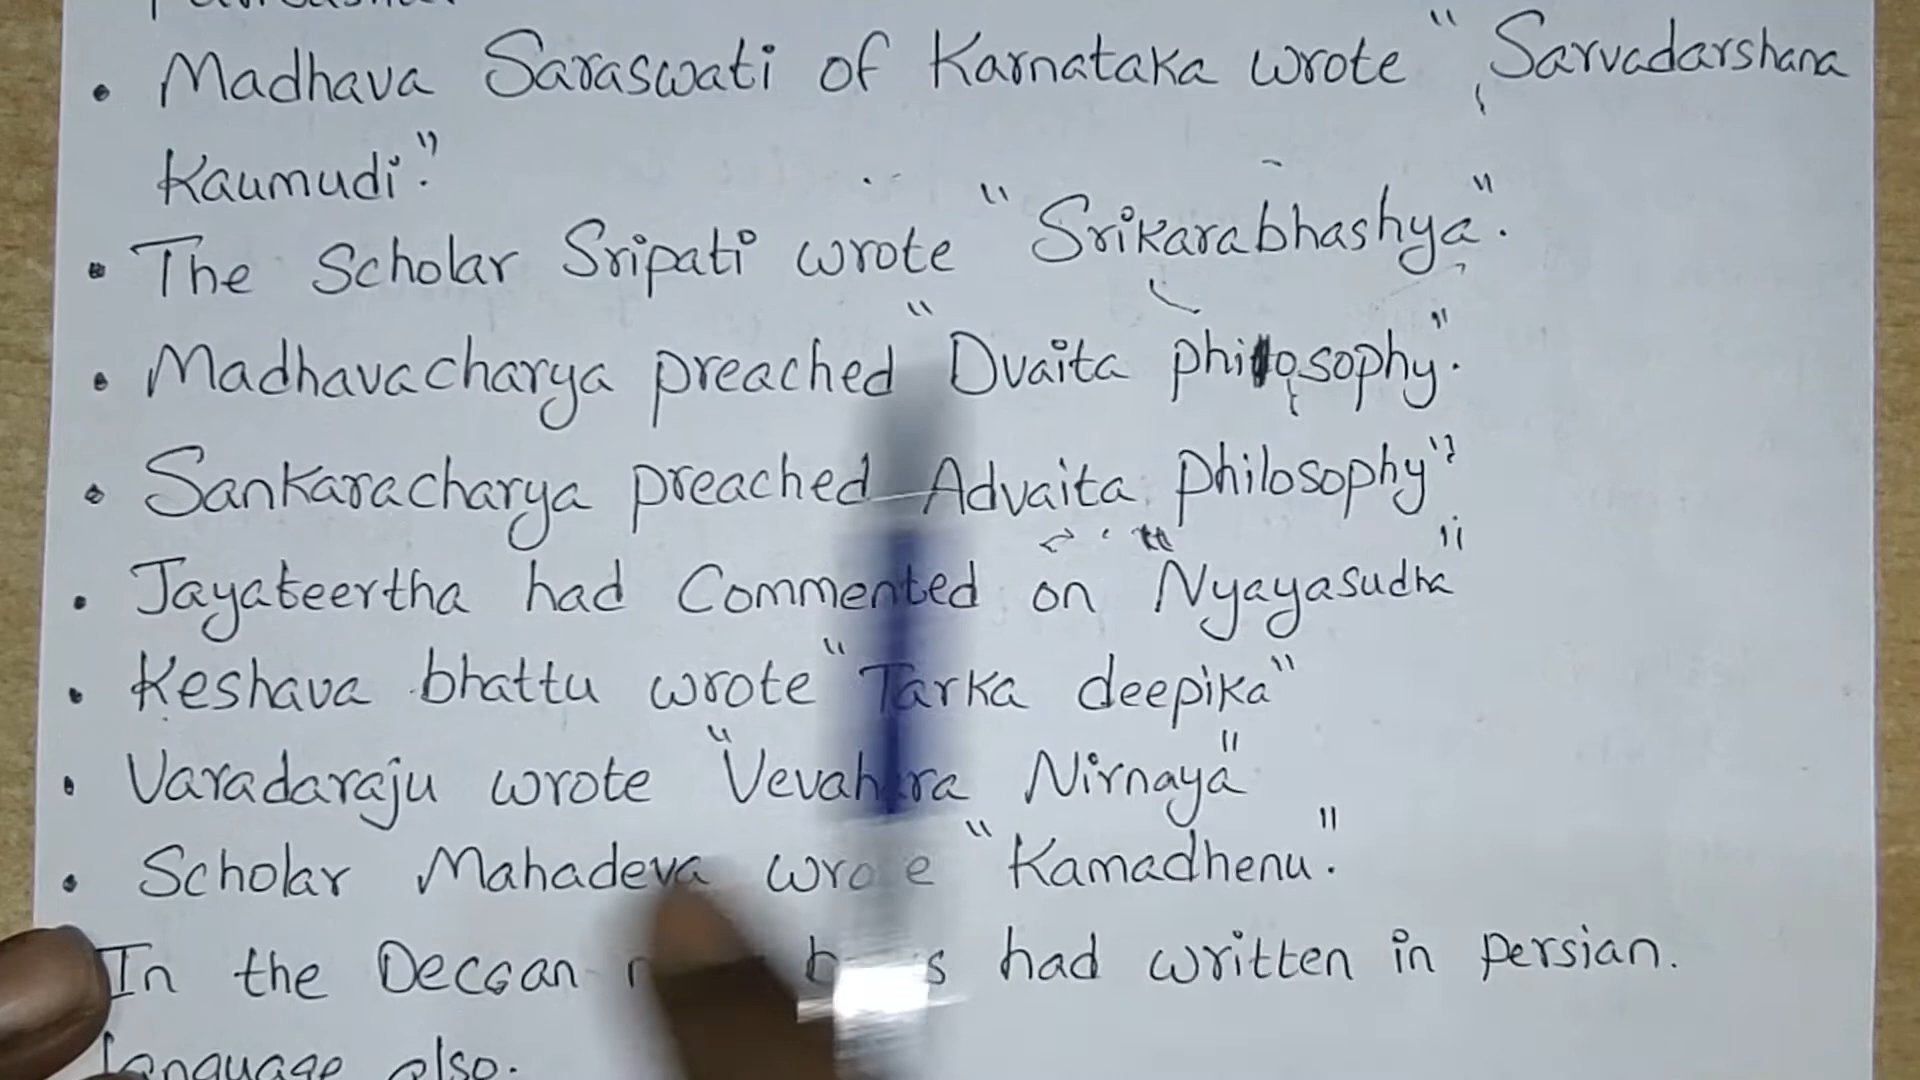 • Madhava Saraswati of Karnataka wrote "Sarvadarshana
Kaumudi."
• The Scholar Sripati wrote "Srikarabhashya".
• Madhavacharya preached "Dvaita philosophy".
• Sankaracharya preached Advaita philosophy"
• Jayateertha had Commented on "Nyayasudha"
• Keshava bhattu wrote "Tarka deepika"
• Varadaraju wrote "Vevahara Nirnaya"
• Scholar Mahadeva wrote "Kamadhenu."
In the Deccan had written in persian.
language also.